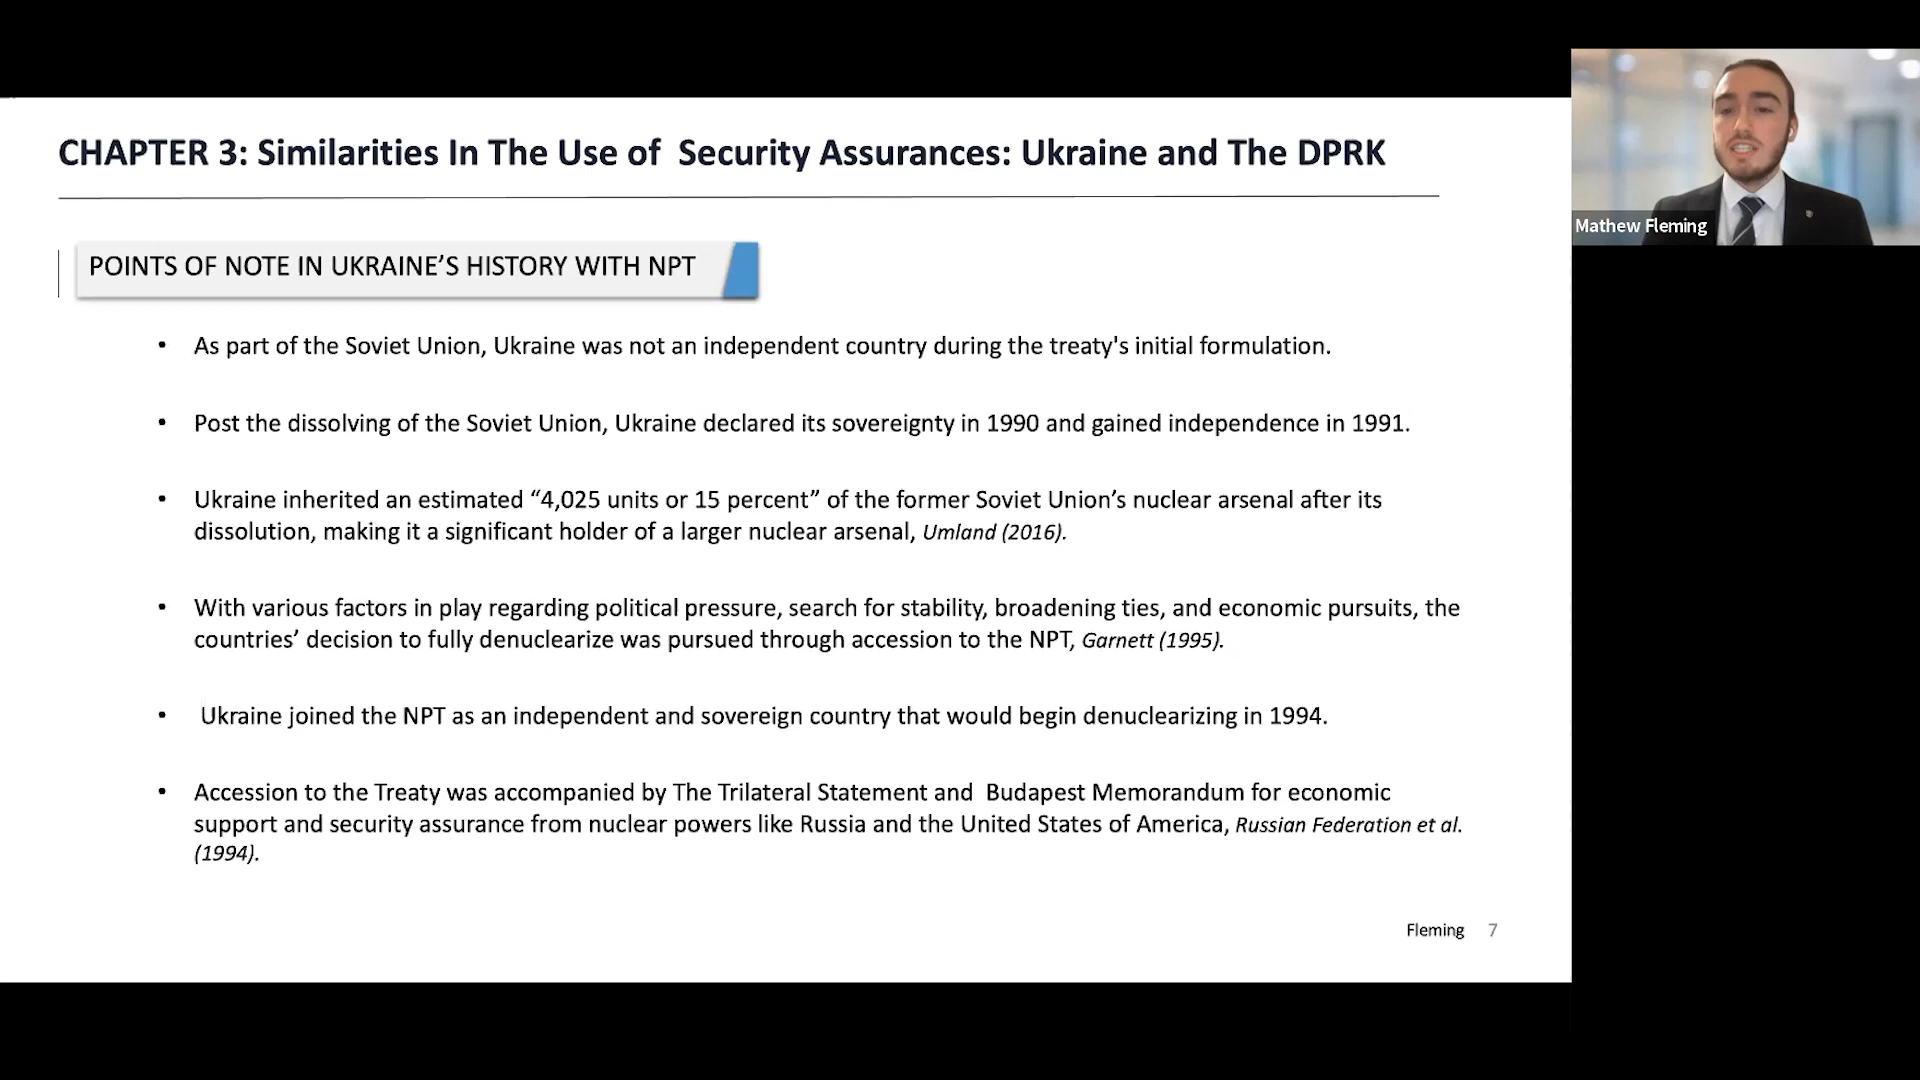 CHAPTER 3: Similarities In The Use of  Security Assurances: Ukraine and The DPRK
Mathew Fleming
POINTS OF NOTE IN UKRAINE’S HISTORY WITH NPT
• As part of the Soviet Union, Ukraine was not an independent country during the treaty's initial formulation.
• Post the dissolving of the Soviet Union, Ukraine declared its sovereignty in 1990 and gained independence in 1991.
• Ukraine inherited an estimated “4,025 units or 15 percent” of the former Soviet Union’s nuclear arsenal after its
dissolution, making it a significant holder of a larger nuclear arsenal, Umland (2016).
• With various factors in play regarding political pressure, search for stability, broadening ties, and economic pursuits, the
countries’ decision to fully denuclearize was pursued through accession to the NPT, Garnett (1995).
• Ukraine joined the NPT as an independent and sovereign country that would begin denuclearizing in 1994.
• Accession to the Treaty was accompanied by The Trilateral Statement and  Budapest Memorandum for economic
support and security assurance from nuclear powers like Russia and the United States of America, Russian Federation et al.
(1994).
Fleming 7